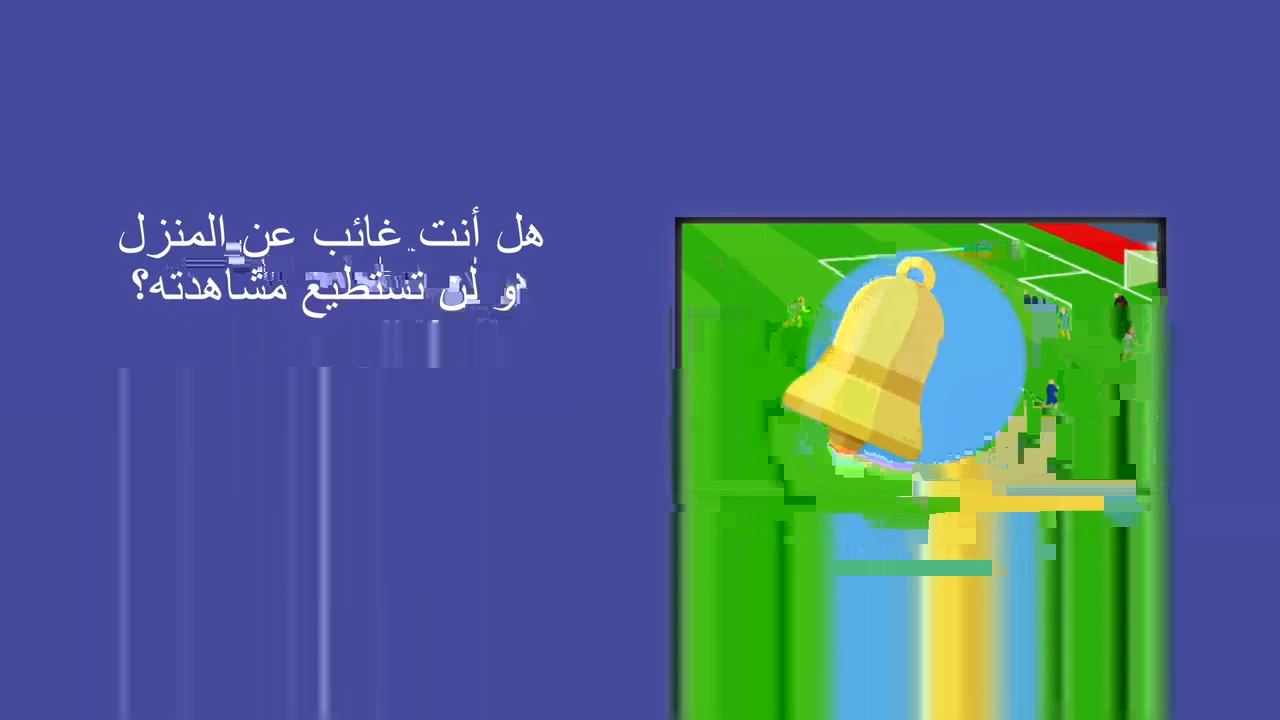 هل أنت غائب عن المنزل
و لن تستطيع مشاهدته؟